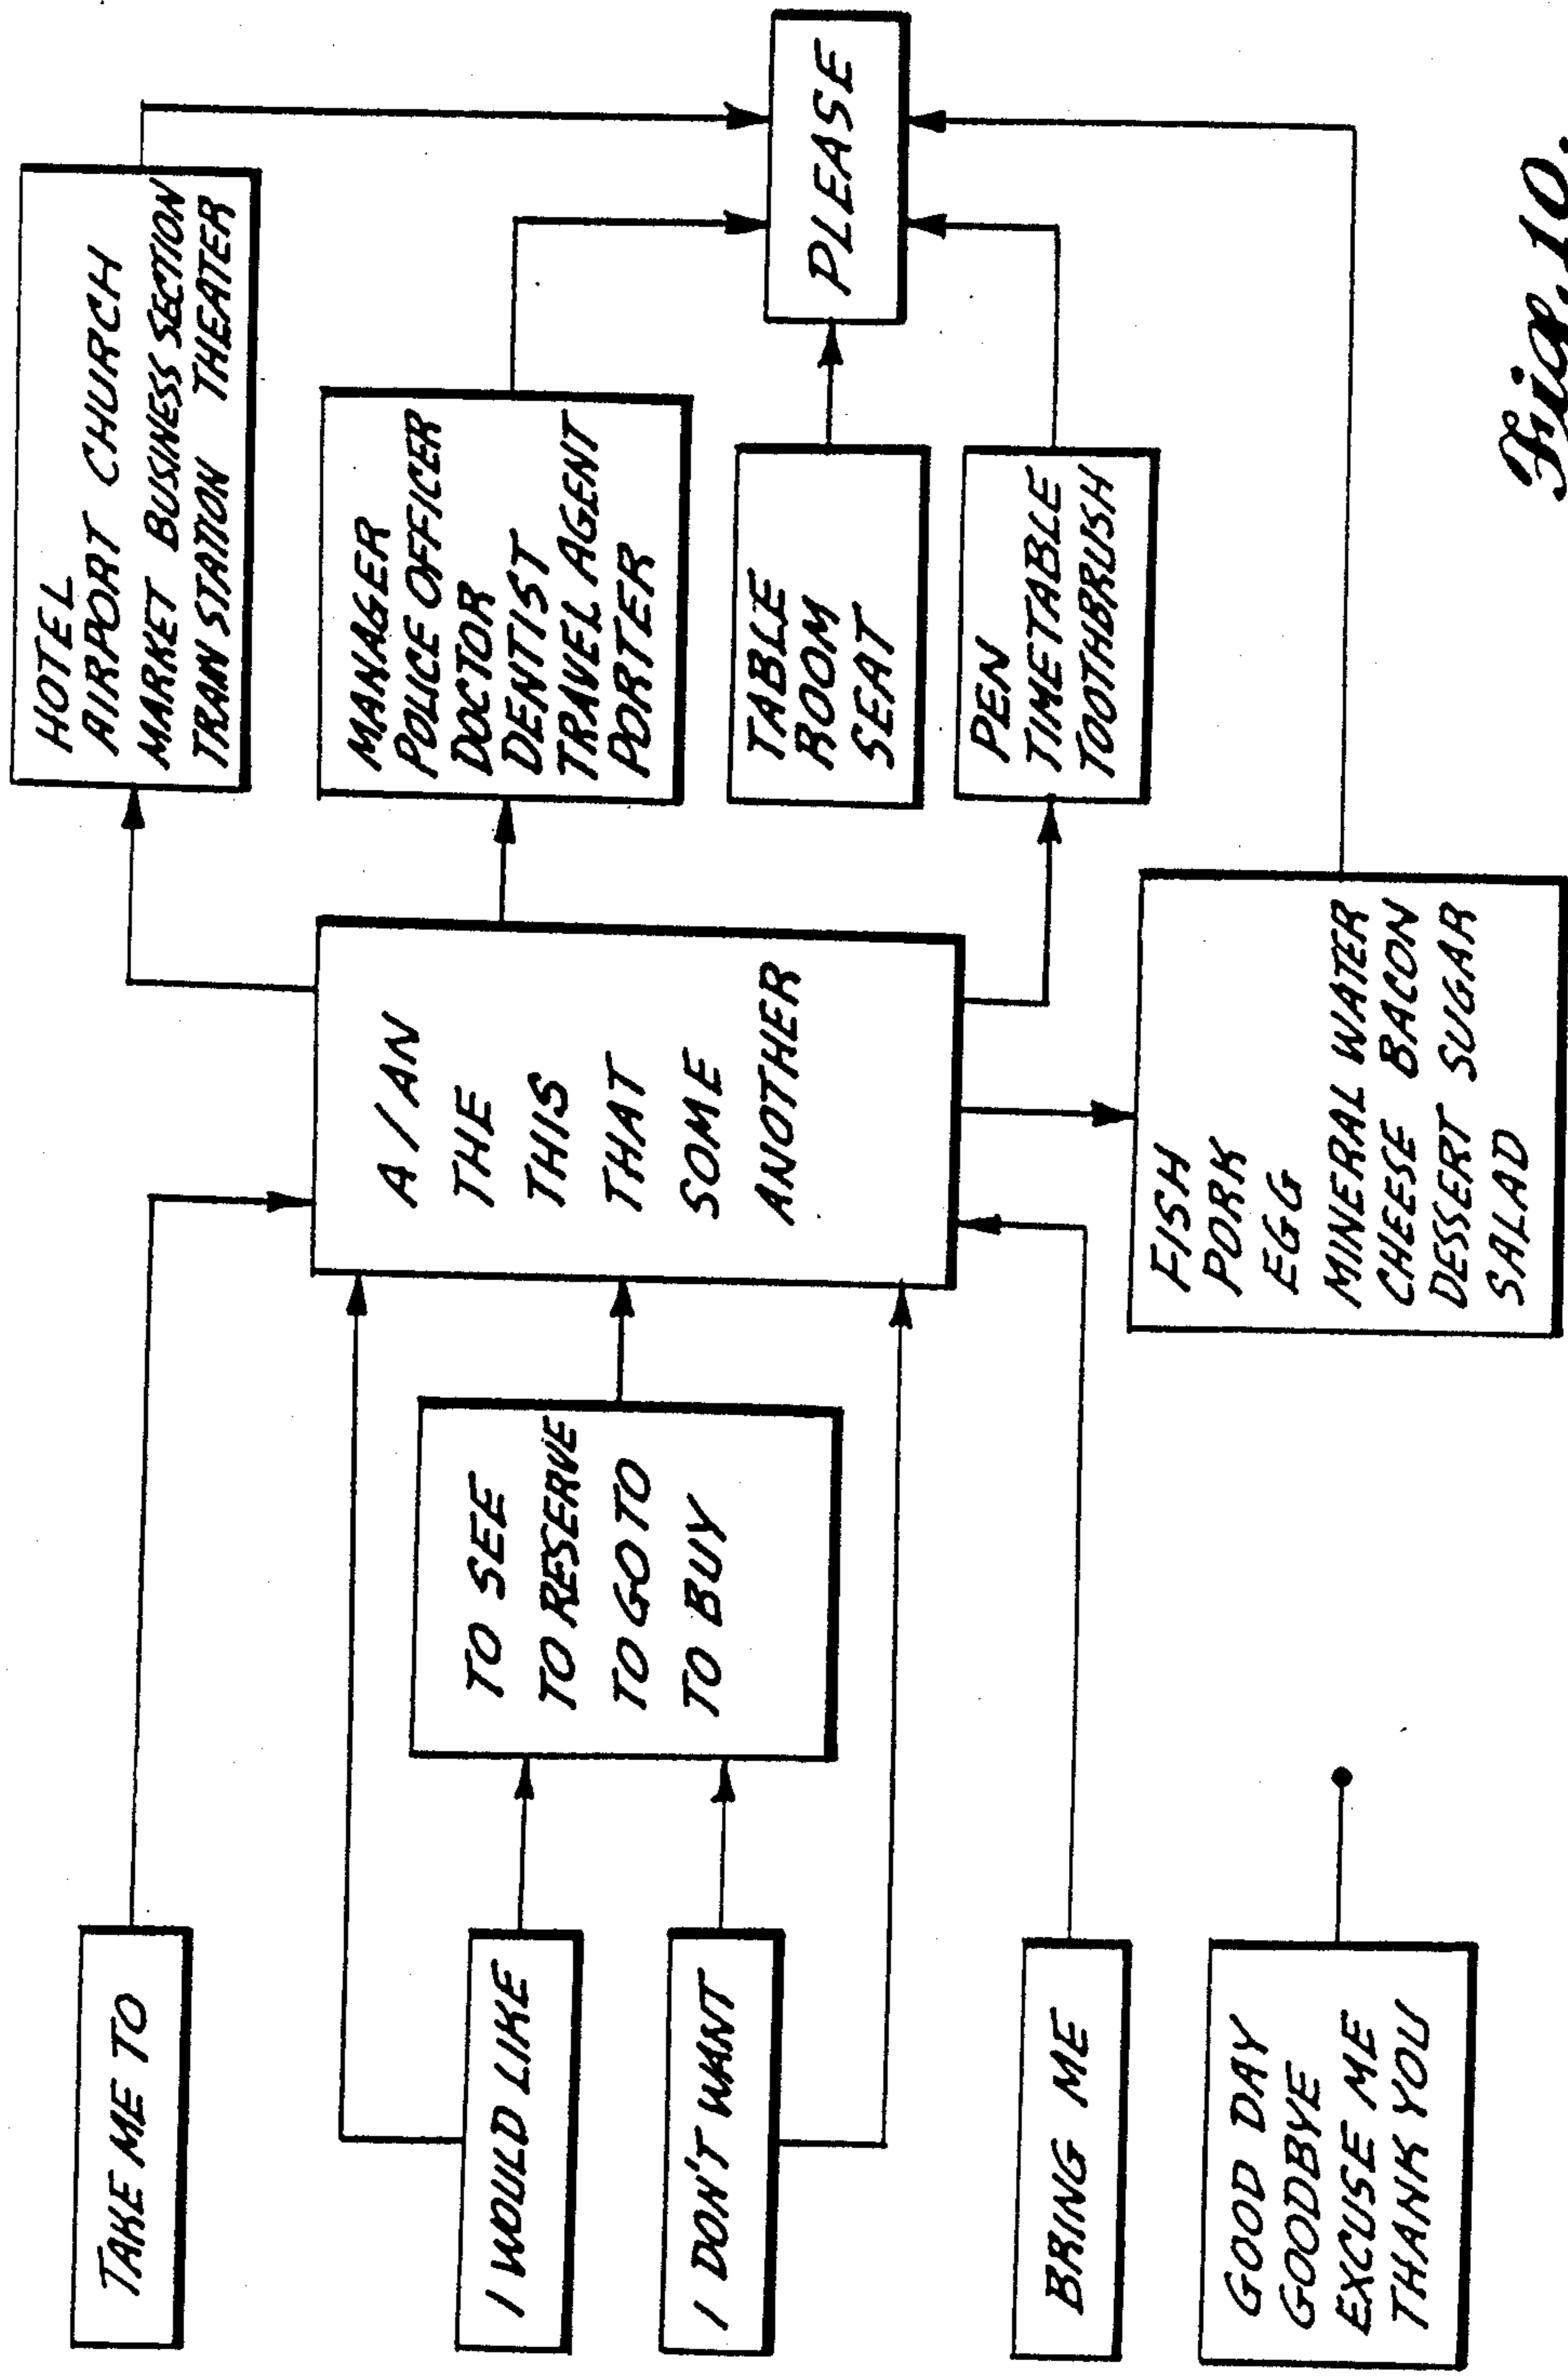 TAKE ME TO
I WOULD LIKE
I DON'T WANT
BRING ME
GOOD DAY
GOODBYE
EXCUSE ME
THANK YOU
TO SEE
TO RESERVE
TO GO TO
TO BUY
A/AN
THE
THIS
THAT
SOME
ANOTHER
HOTEL
AIRPORT CHURCH
MARKET BUSINESS SECTION
TRAIN STATION THEATER
MANAGER
POLICE OFFICER
DOCTOR
DENTIST
TRAVEL AGENT
PORTER
TABLE
ROOM
SEAT
PEN
TIMETABLE
TOOTHBRUSH
FISH
PORK
EGG
MINERAL WATER
CHEESE BACON
DESSERT SUGAR
SALAD
PLEASE
Fig. 10.